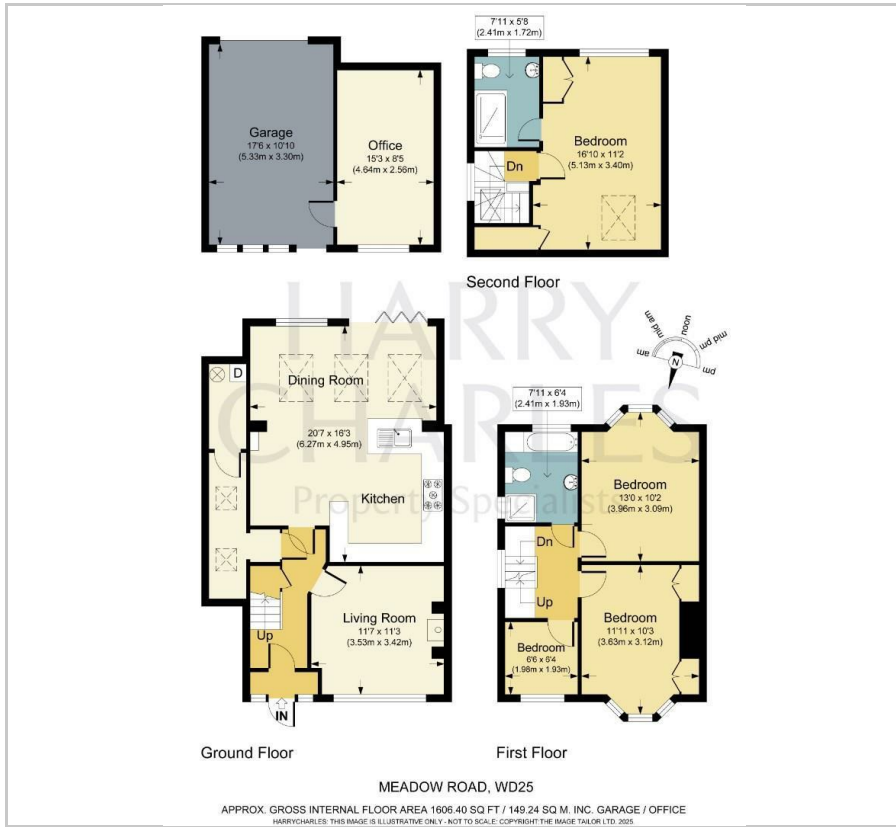 7'11 x 5'8
(2.41m x 1.72m)
Garage
17'6 x 10'10
(5.33m x 3.30m)
Office
15'3 x 8'5
(4.64m x 2.56m)
Bedroom
16'10 x 11'2
(5.13m x 3.40m)
Dn
Second Floor
HARRY
CHARLES
Property Specialists
am
mid am
noon
mid pm
pm
N
D
Dining Room
20'7 x 16'3
(6.27m x 4.95m)
Kitchen
Living Room
11'7 x 11'3
(3.53m x 3.42m)
Up
IN
Ground Floor
7'11 x 6'4
(2.41m x 1.93m)
Bedroom
13'0 x 10'2
(3.96m x 3.09m)
Dn
Up
Bedroom
11'11 x 10'3
(3.63m x 3.12m)
Bedroom
6'6 x 6'4
(1.98m x 1.93m)
First Floor
MEADOW ROAD, WD25
APPROX. GROSS INTERNAL FLOOR AREA 1606.40 SQ FT / 149.24 SQ M. INC. GARAGE / OFFICE
HARRYCHARLES: THIS IMAGE IS ILLUSTRATIVE ONLY - NOT TO SCALE: COPYRIGHT:THE IMAGE TAILOR LTD. 2025.